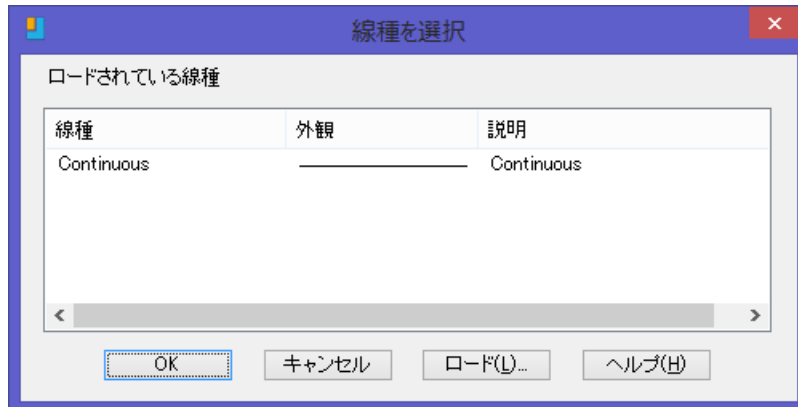 線種を選択
ロードされている線種
線種 外観 説明
Continuous Continuous
OK キャンセル ロード(L)... ヘルプ(H)